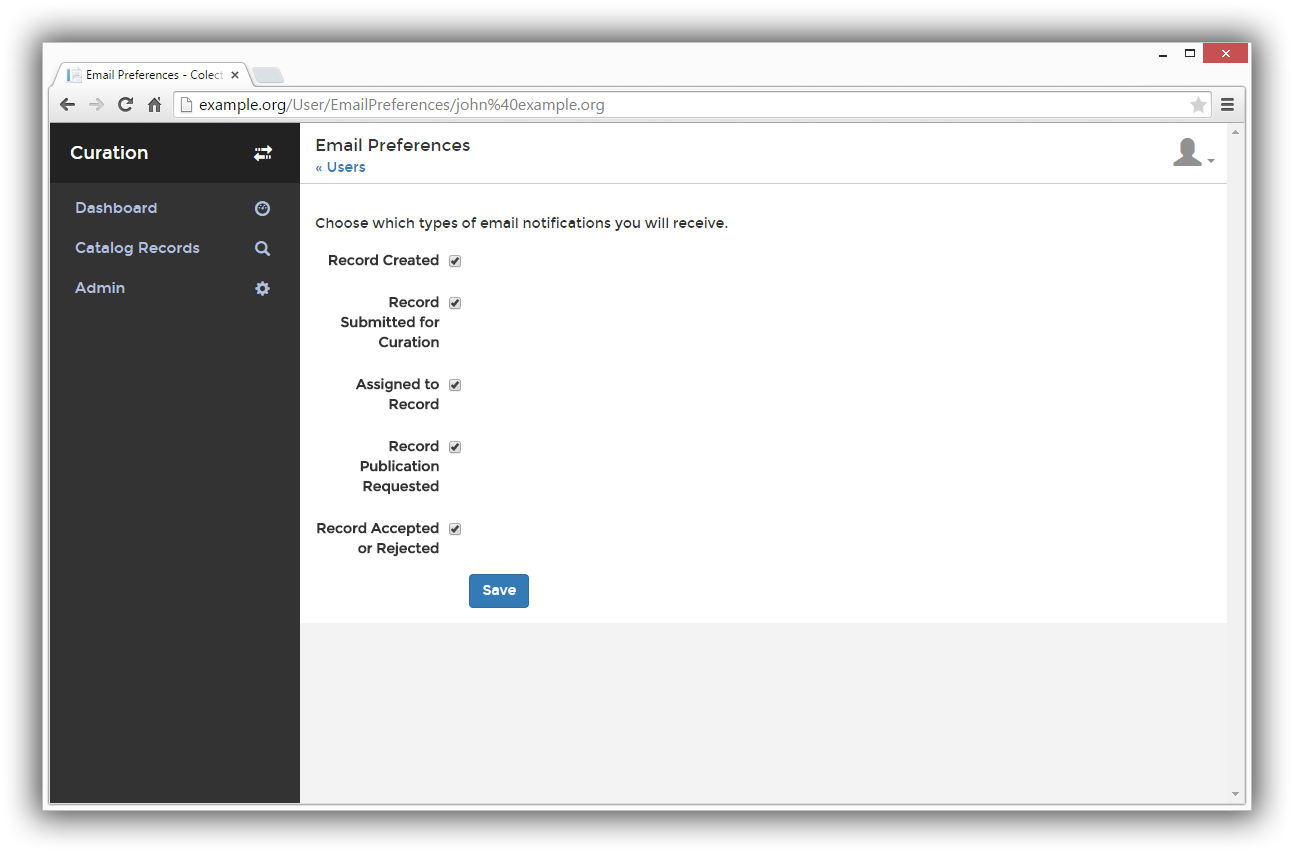 Email Preferences - Colect
example.org/User/EmailPreferences/john%40example.org
Curation
Dashboard
Catalog Records
Admin
Email Preferences
« Users
Choose which types of email notifications you will receive.
Record Created
Record
Submitted for
Curation
Assigned to
Record
Record
Publication
Requested
Record Accepted
or Rejected
Save